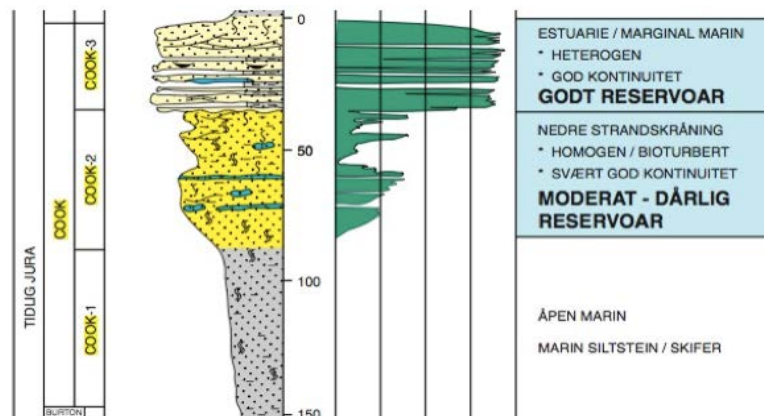 TIDLIG JURA
COOK
BURTON
COOK-3
COOK-2
COOK-1
0
50
100
150
ESTUARIE / MARGINAL MARIN
* HETEROGEN
* GOD KONTINUITET
GODT RESERVOAR
NEDRE STRANDSKRÅNING
* HOMOGEN / BIOTURBERT
* SVÆRT GOD KONTINUITET
MODERAT - DÅRLIG
RESERVOAR
ÅPEN MARIN
MARIN SILTSTEIN / SKIFER